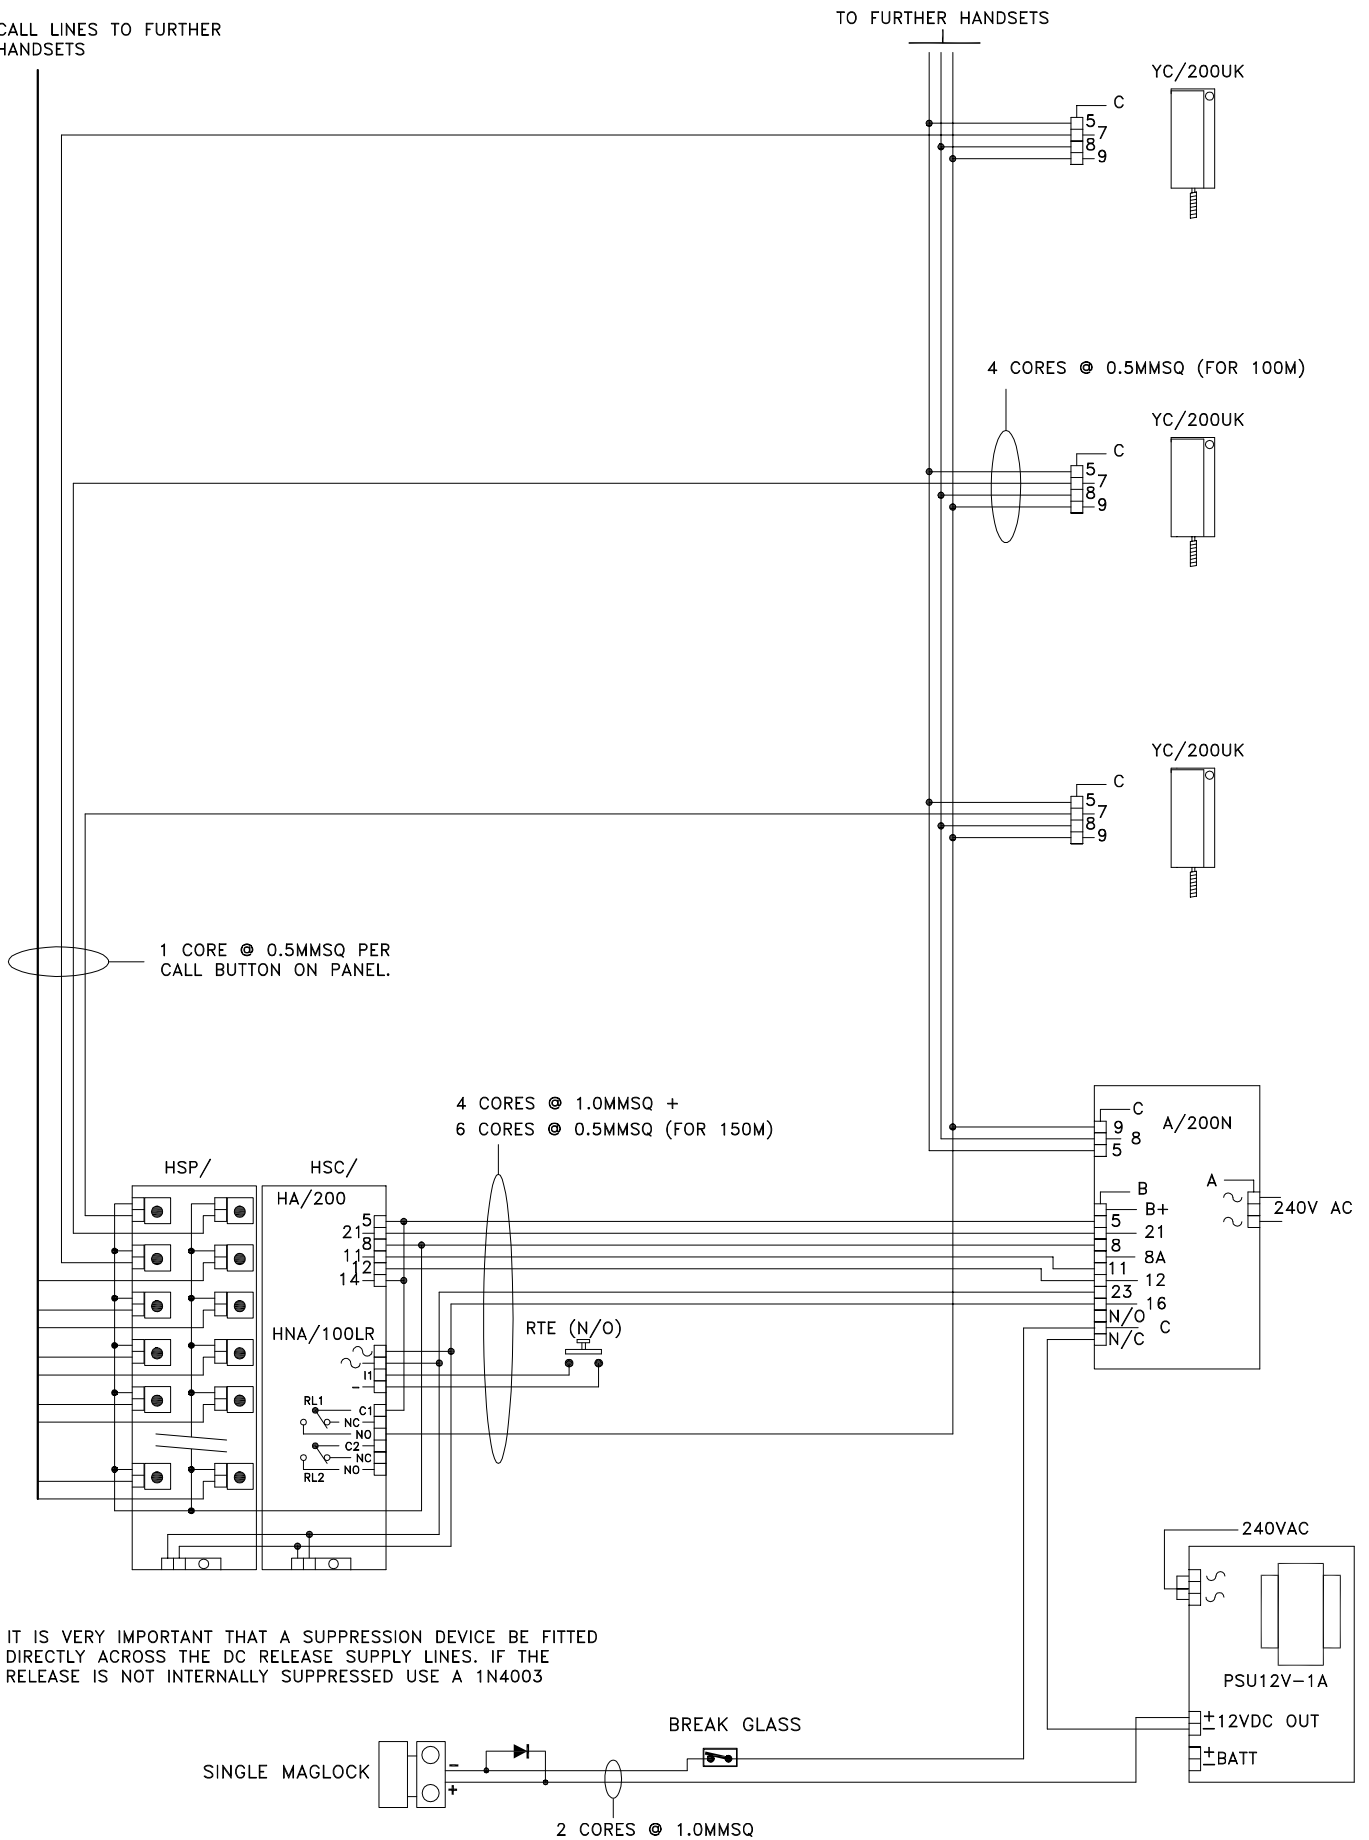 CALL LINES TO FURTHER
HANDSETS
TO FURTHER HANDSETS
YC/200UK
C
5
7
8
9
4 CORES @ 0.5MMSQ (FOR 100M)
YC/200UK
C
5
7
8
9
YC/200UK
C
5
7
8
9
1 CORE @ 0.5MMSQ PER
CALL BUTTON ON PANEL.
4 CORES @ 1.0MMSQ +
6 CORES @ 0.5MMSQ (FOR 150M)
HSP/
HSC/
HA/200
5
21
8
11
12
14
HNA/100LR
I1
-
RL1
C1
NC
NO
C2
NC
NO
RL2
RTE (N/O)
A/200N
C
9
8
5
B
B+
5
21
8
8A
11
12
23
16
N/O
C
N/C
A
240V AC
240VAC
PSU12V-1A
+
- 12VDC OUT
+
- BATT
IT IS VERY IMPORTANT THAT A SUPPRESSION DEVICE BE FITTED
DIRECTLY ACROSS THE DC RELEASE SUPPLY LINES. IF THE
RELEASE IS NOT INTERNALLY SUPPRESSED USE A 1N4003
BREAK GLASS
SINGLE MAGLOCK
-
+
2 CORES @ 1.0MMSQ